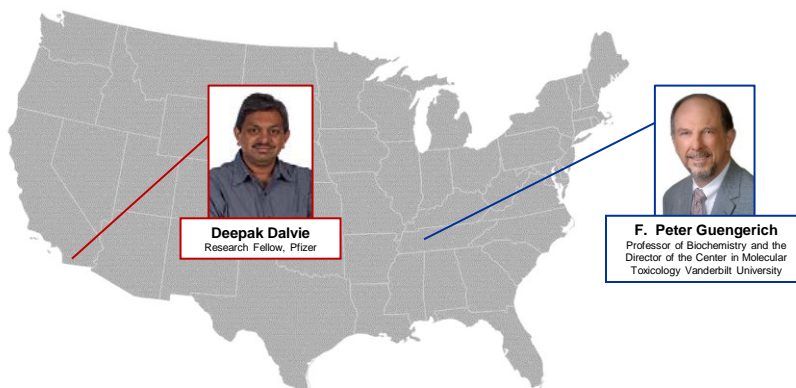 Deepak Dalvie
Research Fellow, Pfizer
F. Peter Guengerich
Professor of Biochemistry and the
Director of the Center in Molecular
Toxicology Vanderbilt University